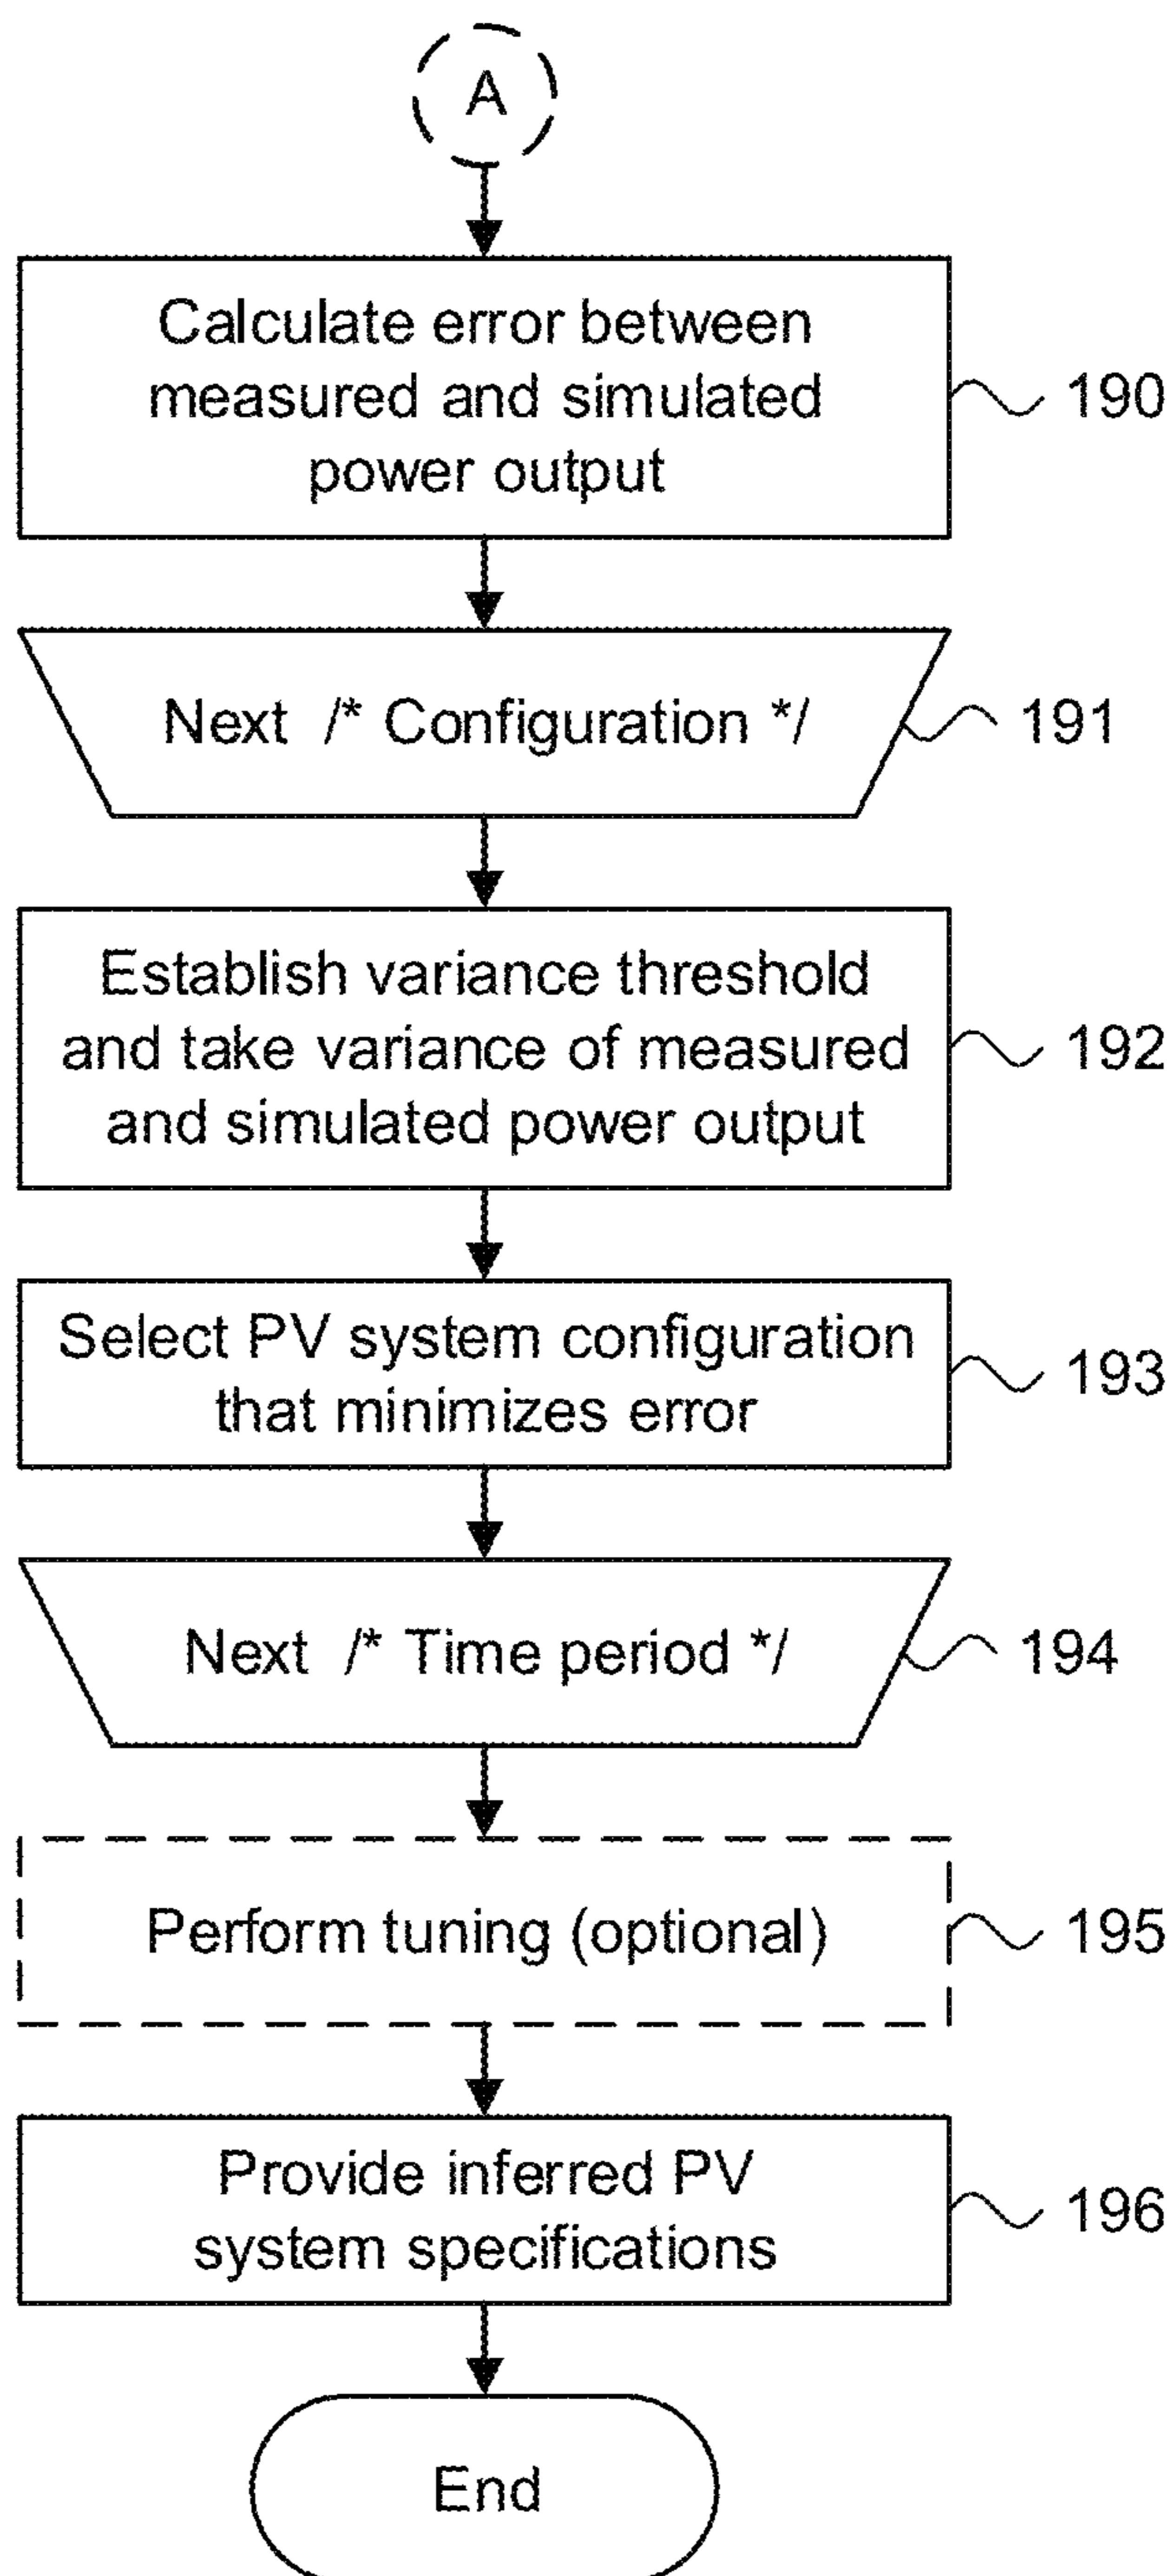 A
Calculate error between
measured and simulated
power output
190
Next /* Configuration */
191
Establish variance threshold
and take variance of measured
and simulated power output
192
Select PV system configuration
that minimizes error
193
Next /* Time period */
194
Perform tuning (optional)
195
Provide inferred PV
system specifications
196
End